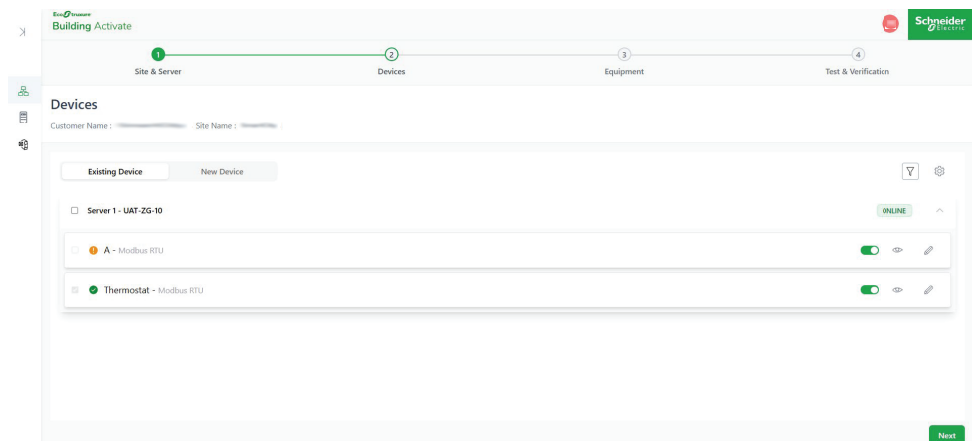 EcoStruxure
Building Activate
Schneider
Electric
1
2
3
4
Site & Server
Devices
Equipment
Test & Verification
Devices
Customer Name :
Site Name :
Existing Device
New Device
Server 1 - UAT-ZG-10
ONLINE
A - Modbus RTU
Thermostat - Modbus RTU
Next